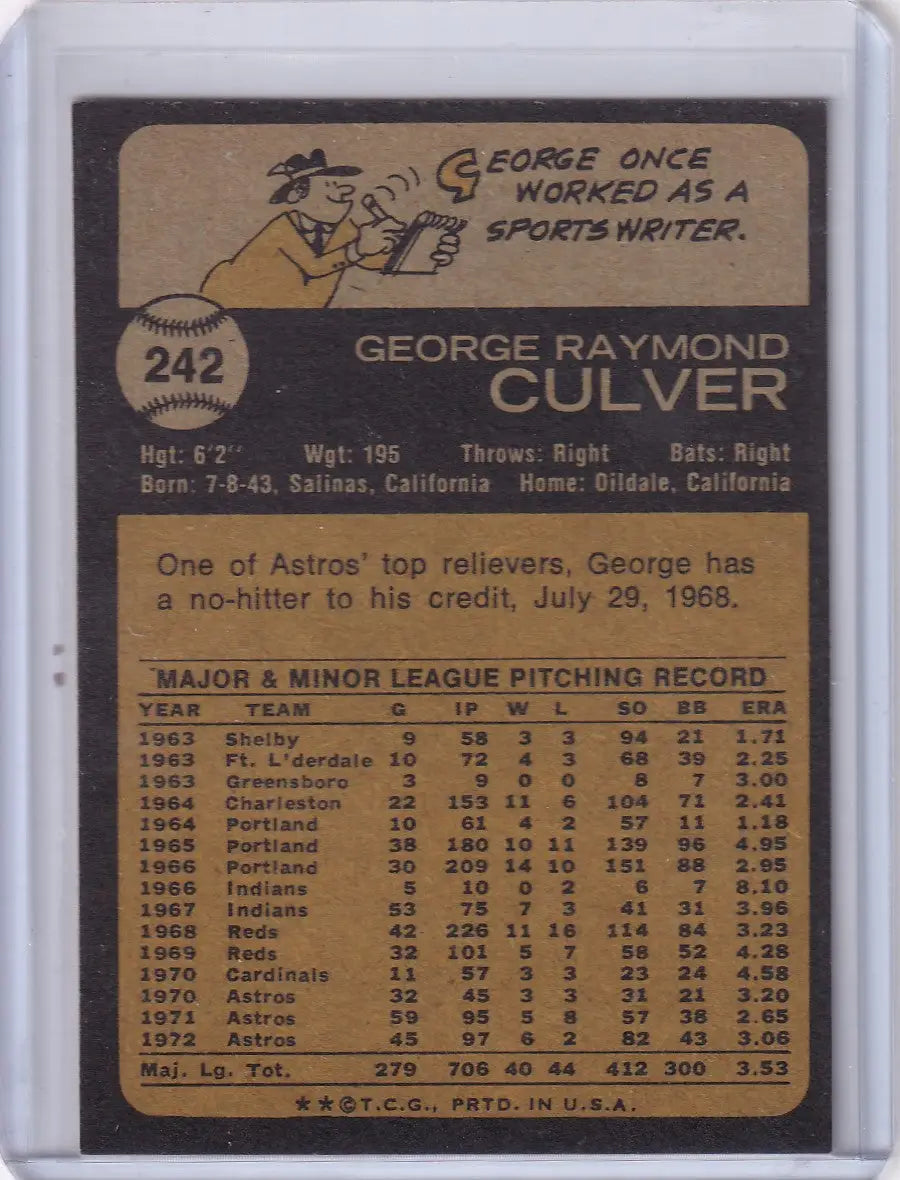 GEORGE ONCE
WORKED AS A
SPORTS WRITER.
242
GEORGE RAYMOND
CULVER
Hgt: 6'2" Wgt: 195 Throws: Right Bats: Right
Born: 7-8-43, Salinas, California Home: Oildale, California
One of Astros' top relievers, George has
a no-hitter to his credit, July 29, 1968.
MAJOR & MINOR LEAGUE PITCHING RECORD
YEAR TEAM G IP W L SO BB ERA
1963 Shelby 9 58 3 3 94 21 1.71
1963 Ft. L'derdale 10 72 4 3 68 39 2.25
1963 Greensboro 3 9 0 0 8 7 3.00
1964 Charleston 22 153 11 6 104 71 2.41
1964 Portland 10 61 4 2 57 11 1.18
1965 Portland 38 180 10 11 139 96 4.95
1966 Portland 30 209 14 10 151 88 2.95
1966 Indians 5 10 0 2 6 7 8.10
1967 Indians 53 75 7 3 41 31 3.96
1968 Reds 42 226 11 16 114 84 3.23
1969 Reds 32 101 5 7 58 52 4.28
1970 Cardinals 11 57 3 3 23 24 4.58
1970 Astros 32 45 3 3 31 21 3.20
1971 Astros 59 95 5 8 57 38 2.65
1972 Astros 45 97 6 2 82 43 3.06
Maj. Lg. Tot. 279 706 40 44 412 300 3.53
**©T.C.G., PRTD. IN U.S.A.